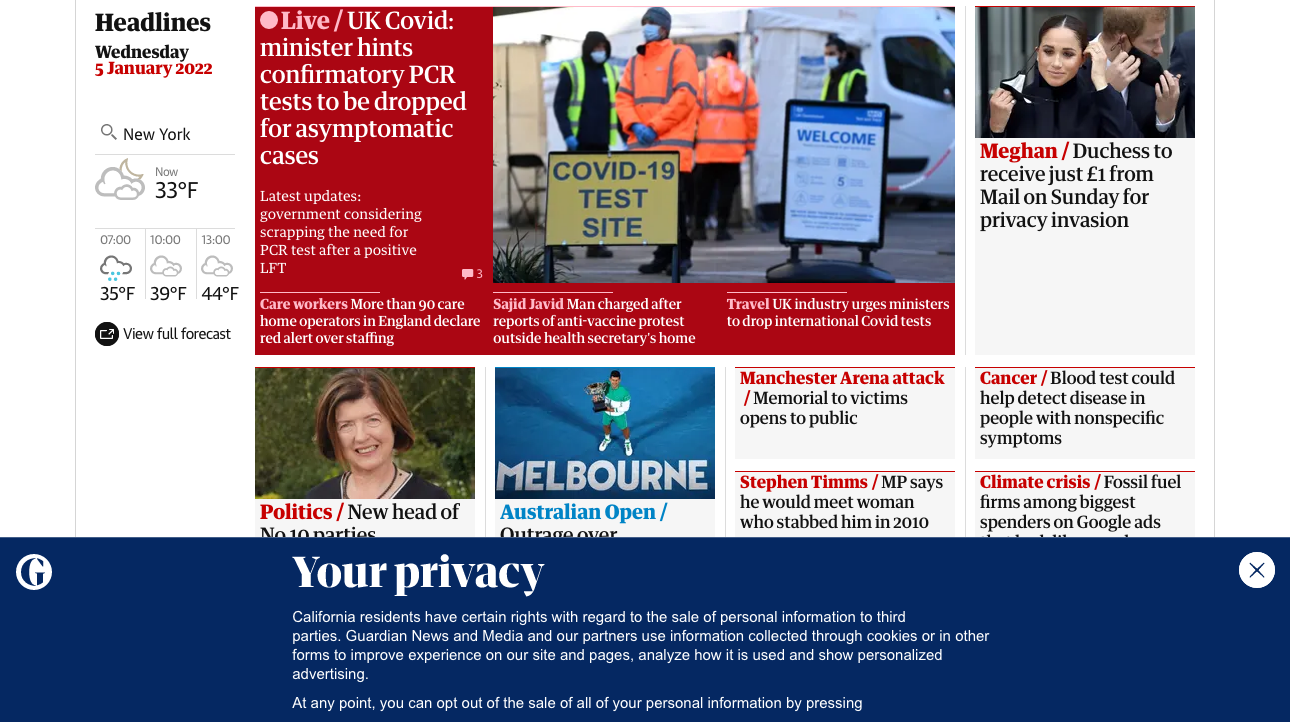 Headlines
Wednesday
5 January 2022
New York
Now
33°F
07:00
10:00
13:00
35°F
39°F
44°F
View full forecast
Live / UK Covid:
minister hints
confirmatory PCR
tests to be dropped
for asymptomatic
cases
Latest updates:
government considering
scrapping the need for
PCR test after a positive
LFT
3
COVID-19
TEST
SITE
WELCOME
Care workers More than 90 care
home operators in England declare
red alert over staffing
Sajid Javid Man charged after
reports of anti-vaccine protest
outside health secretary's home
Travel UK industry urges ministers
to drop international Covid tests
Meghan / Duchess to
receive just £1 from
Mail on Sunday for
privacy invasion
Politics / New head of
No 10 parties
MELBOURNE
Australian Open /
Outrage over
Manchester Arena attack
/ Memorial to victims
opens to public
Stephen Timms / MP says
he would meet woman
who stabbed him in 2010
Cancer / Blood test could
help detect disease in
people with nonspecific
symptoms
Climate crisis / Fossil fuel
firms among biggest
spenders on Google ads
Your privacy
California residents have certain rights with regard to the sale of personal information to third
parties. Guardian News and Media and our partners use information collected through cookies or in other
forms to improve experience on our site and pages, analyze how it is used and show personalized
advertising.
At any point, you can opt out of the sale of all of your personal information by pressing